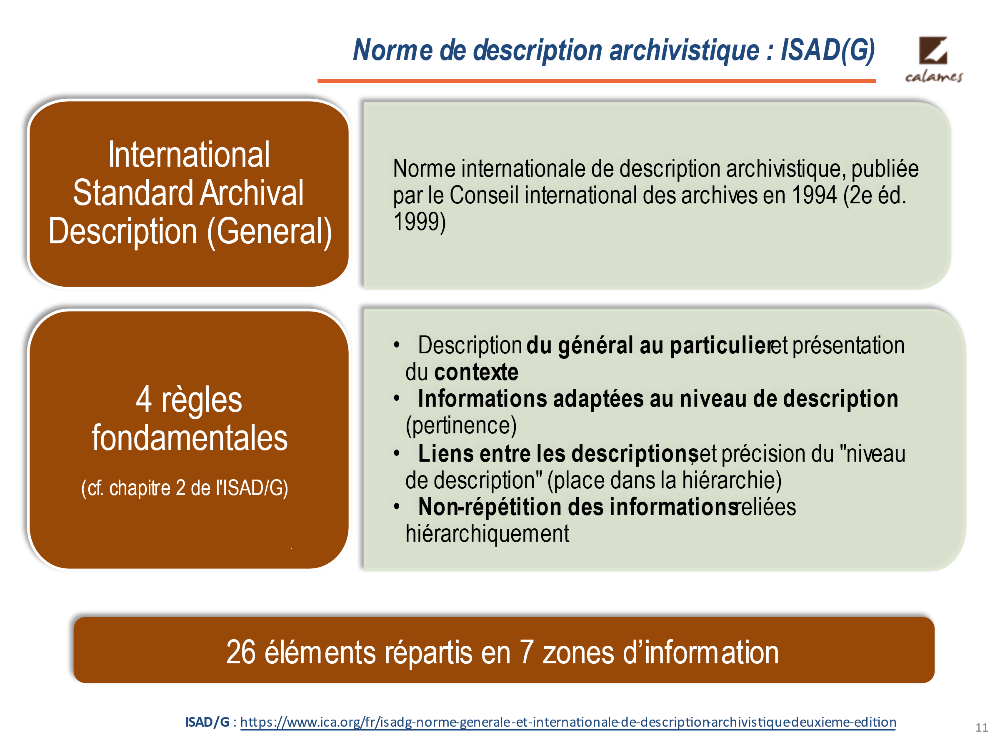 Norme de description archivistique : ISAD(G)
calames
International
Standard Archival
Description (General)
Norme internationale de description archivistique, publiée
par le Conseil international des archives en 1994 (2e éd.
1999)
4 règles
fondamentales
(cf. chapitre 2 de l'ISAD/G)
• Description du général au particulier et présentation
du contexte
• Informations adaptées au niveau de description
(pertinence)
• Liens entre les descriptions, et précision du "niveau
de description" (place dans la hiérarchie)
• Non-répétition des informations reliées
hiérarchiquement
26 éléments répartis en 7 zones d’information
ISAD/G : https://www.ica.org/fr/isadg-norme-generale-et-internationale-de-description-archivistique-deuxieme-edition
11